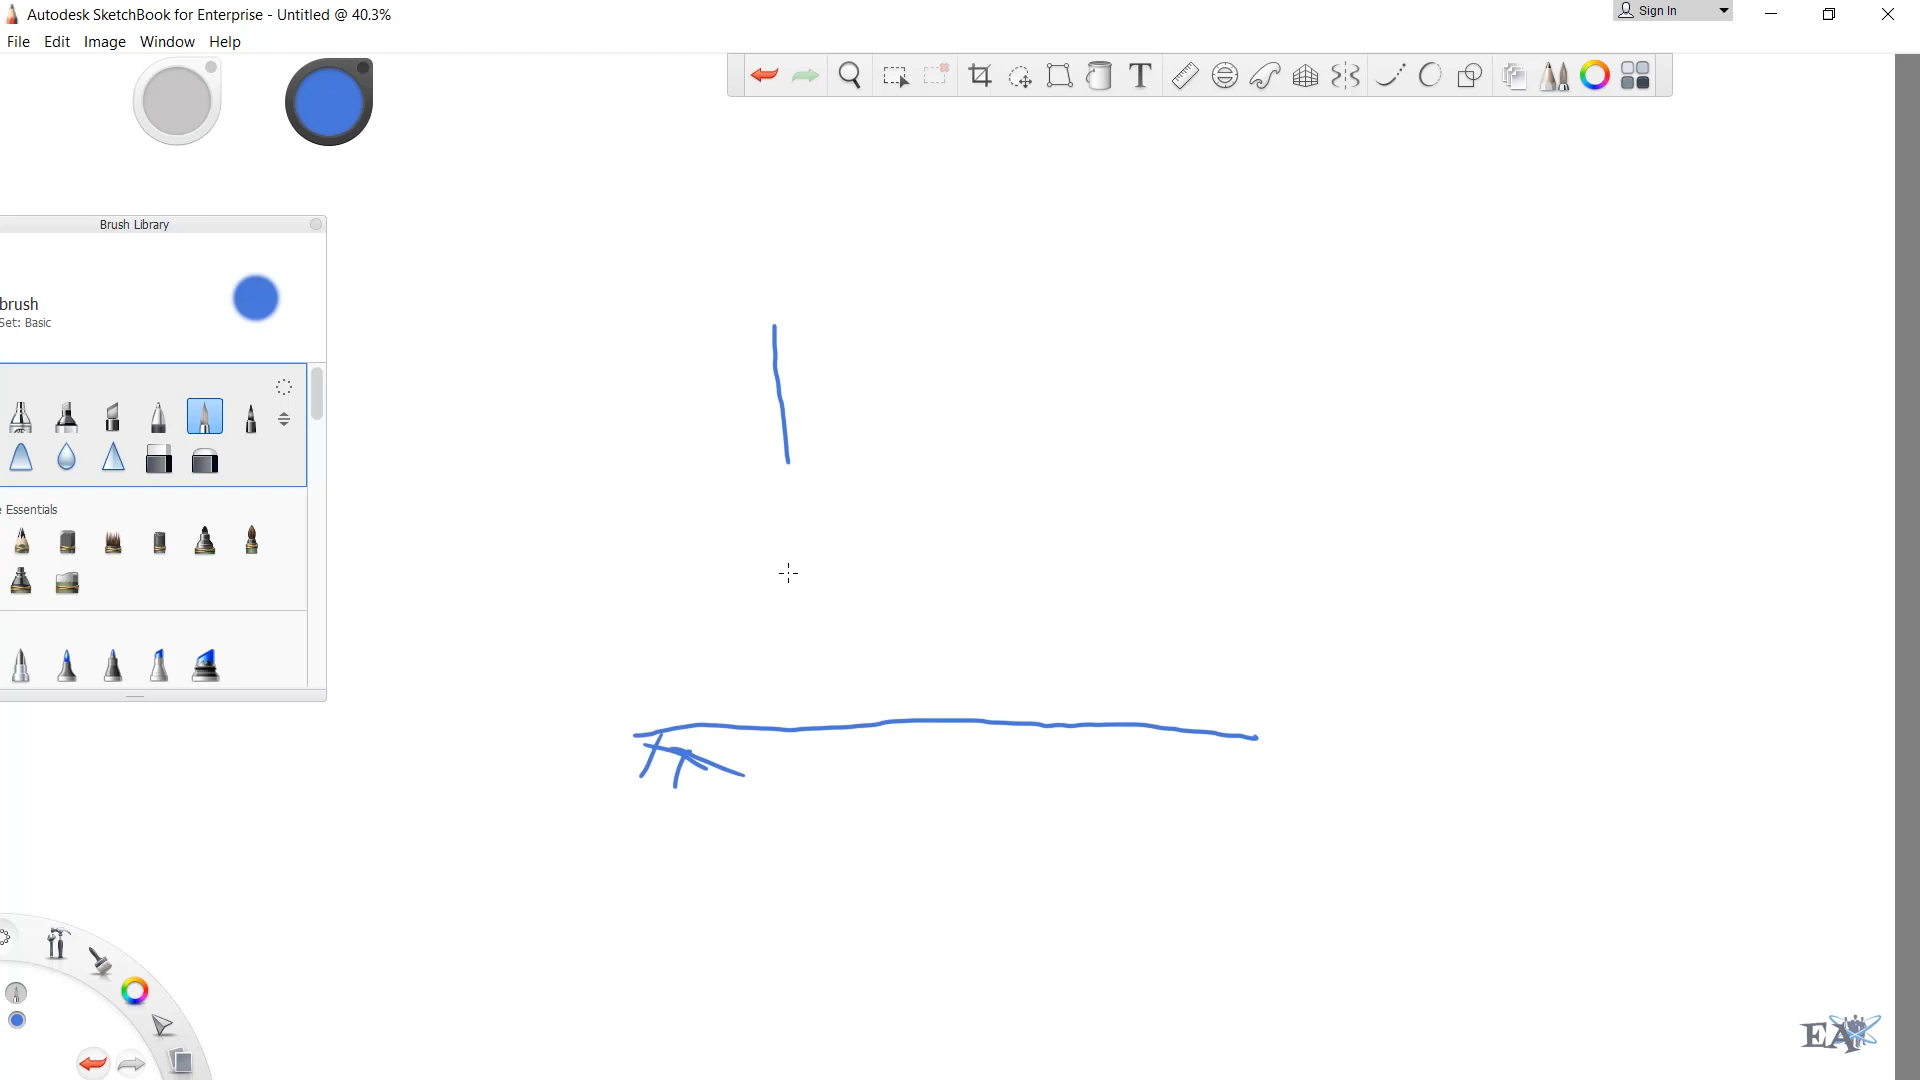 Autodesk SketchBook for Enterprise - Untitled @ 40.3%
Sign In
File Edit Image Window Help
T
Brush Library
brush
Set: Basic
Essentials
EA